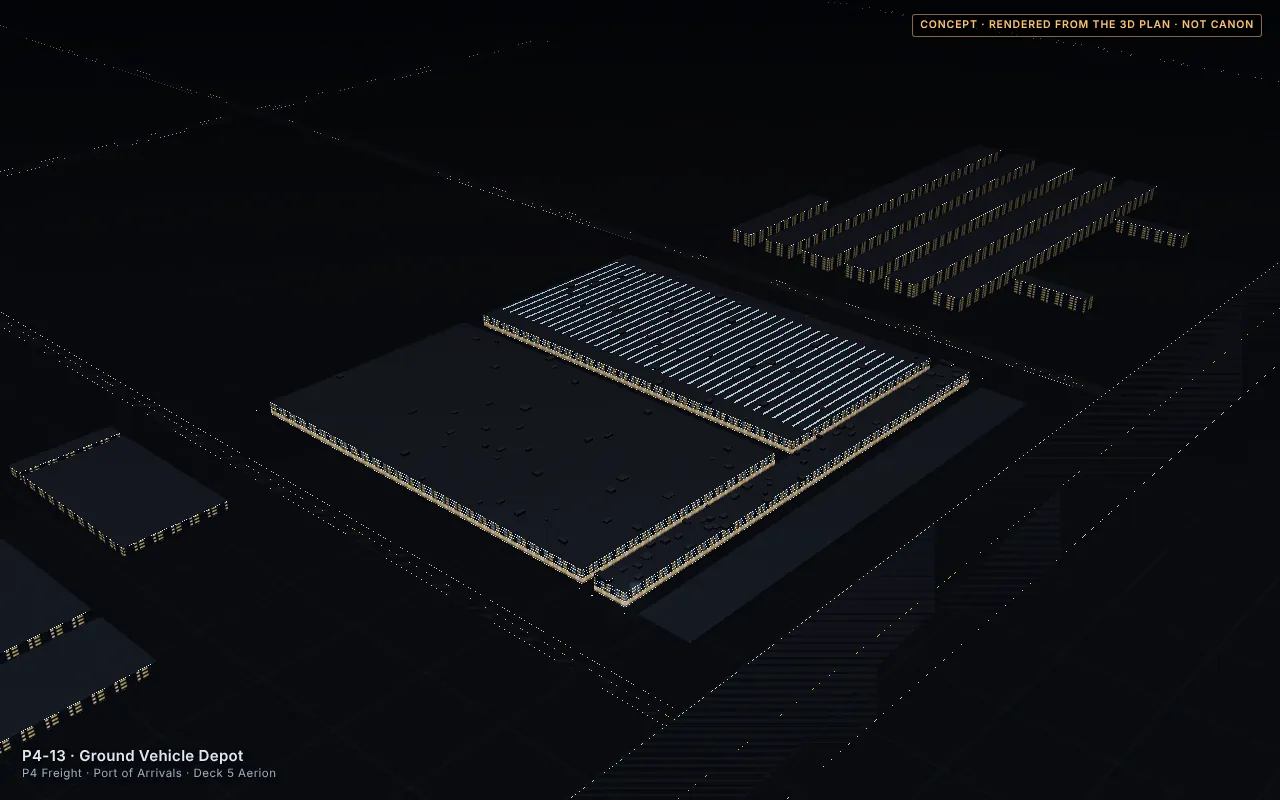 CONCEPT · RENDERED FROM THE 3D PLAN · NOT CANON
P4-13 · Ground Vehicle Depot
P4 Freight · Port of Arrivals · Deck 5 Aerion